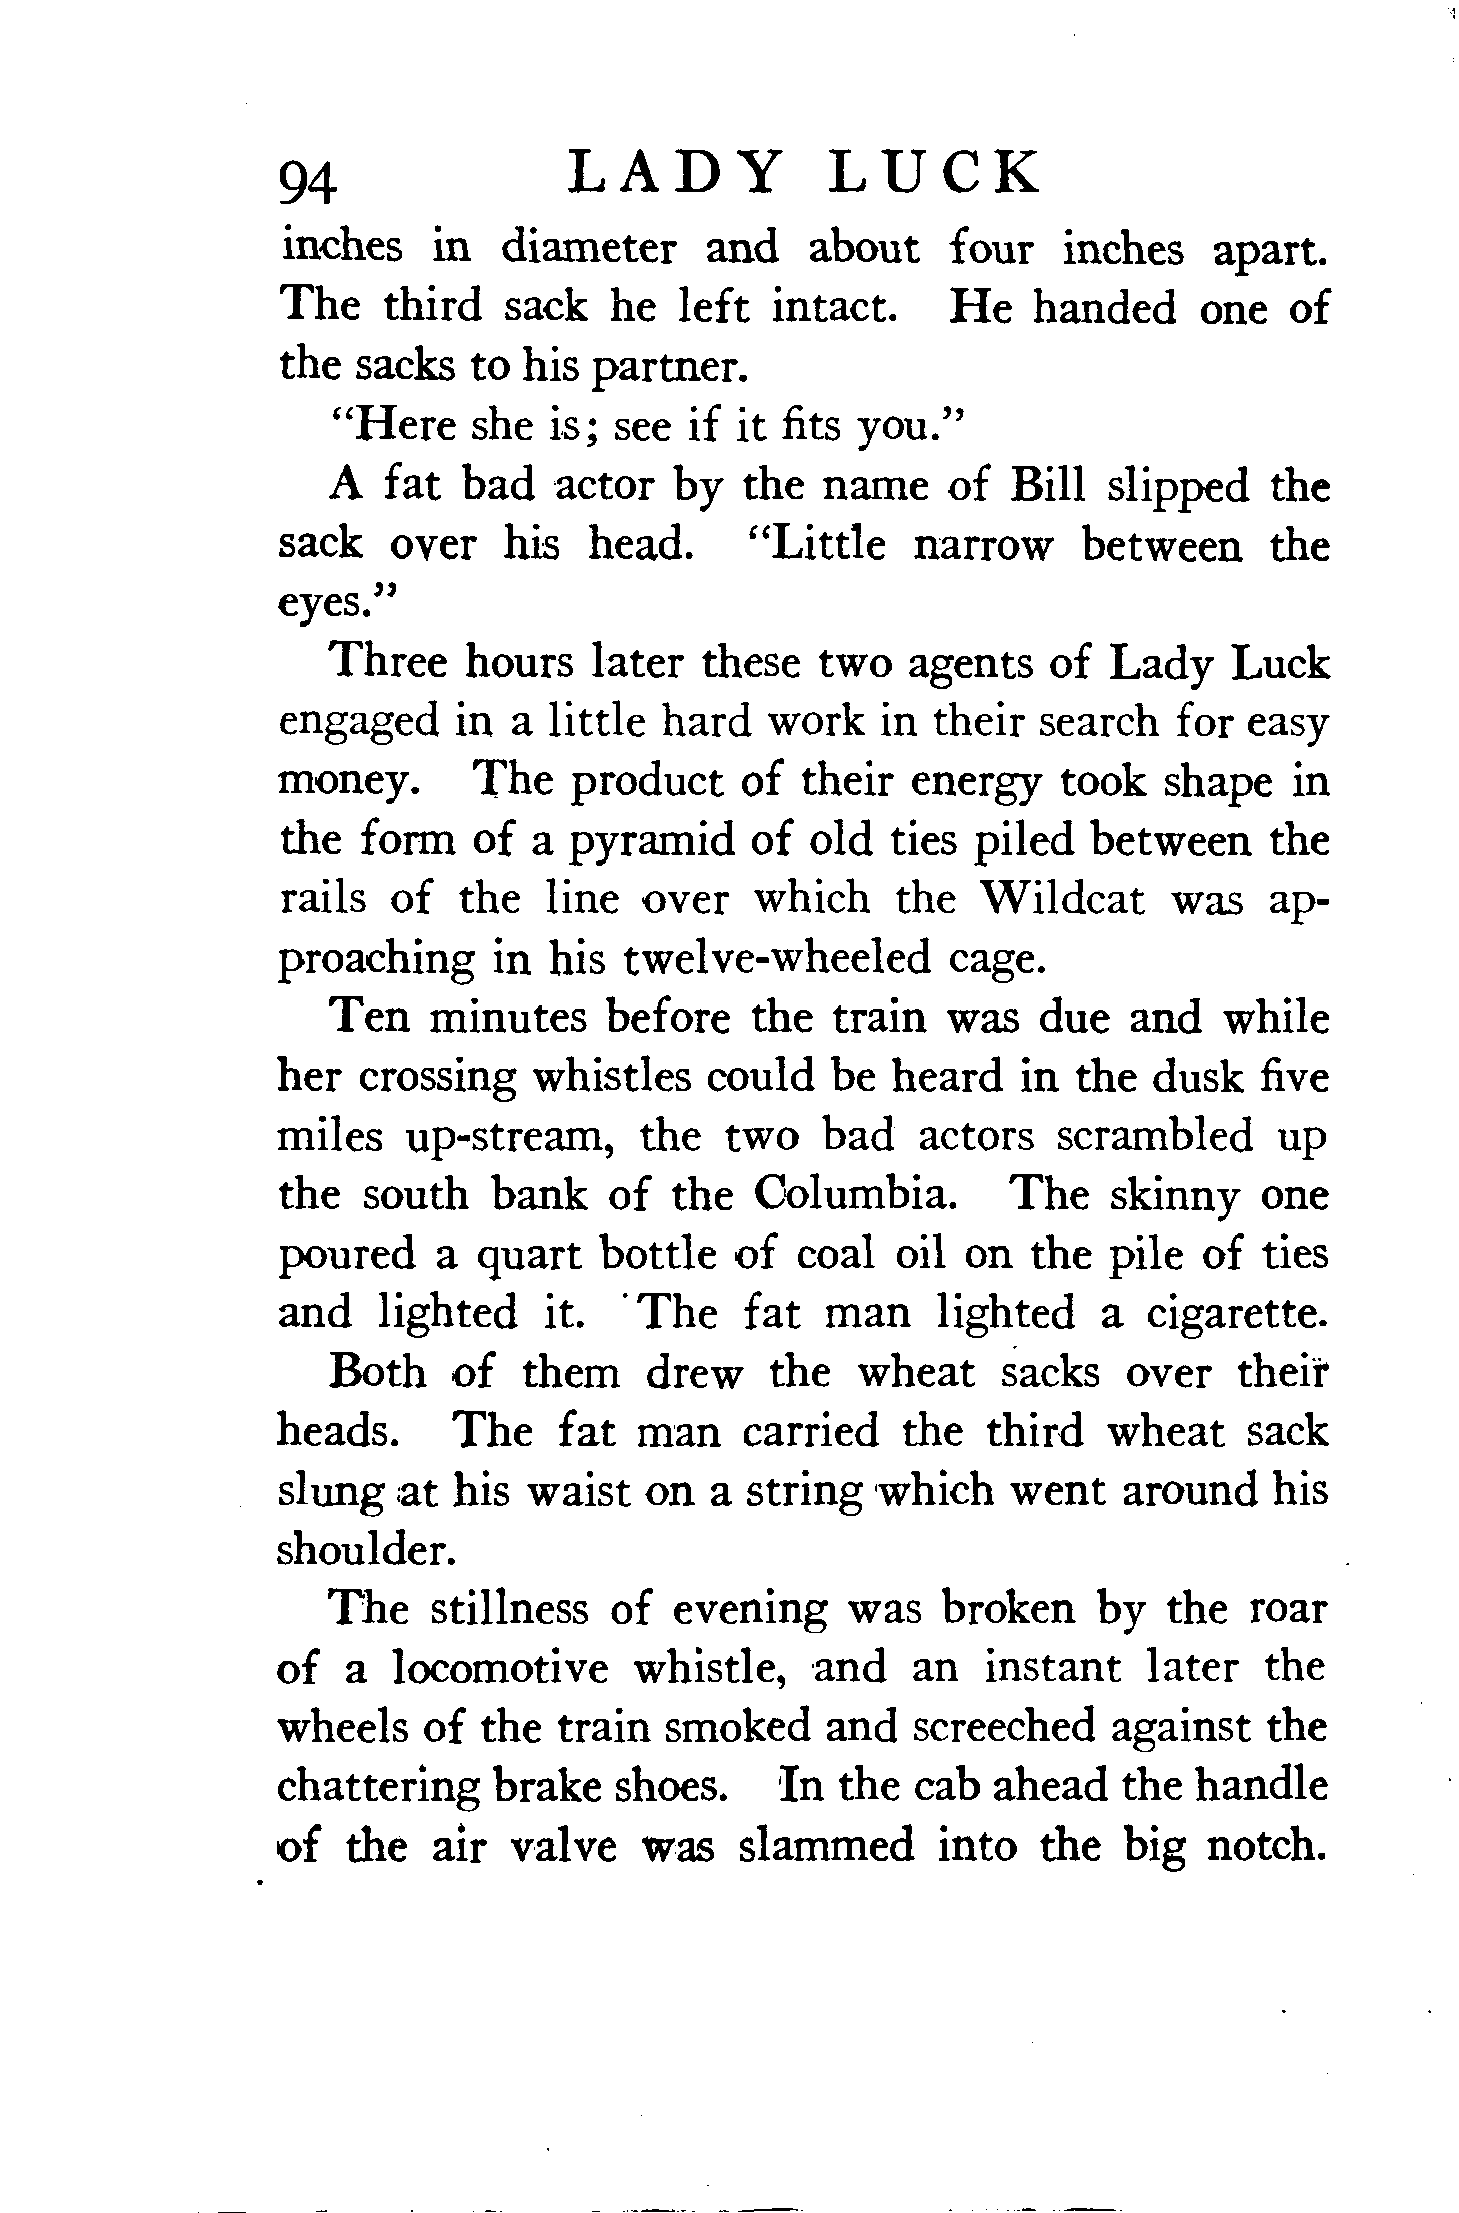 94 LADY LUCK
inches in diameter and about four inches apart.
The third sack he left intact. He handed one of
the sacks to his partner.
“Here she is; see if it fits you.”
A fat bad actor by the name of Bill slipped the
sack over his head. “Little narrow between the
eyes.”
Three hours later these two agents of Lady Luck
engaged in a little hard work in their search for easy
money. The product of their energy took shape in
the form of a pyramid of old ties piled between the
rails of the line over which the Wildcat was ap-
proaching in his twelve-wheeled cage.
Ten minutes before the train was due and while
her crossing whistles could be heard in the dusk five
miles up-stream, the two bad actors scrambled up
the south bank of the Columbia. The skinny one
poured a quart bottle of coal oil on the pile of ties
and lighted it. The fat man lighted a cigarette.
Both of them drew the wheat sacks over their
heads. The fat man carried the third wheat sack
slung at his waist on a string which went around his
shoulder.
The stillness of evening was broken by the roar
of a locomotive whistle, and an instant later the
wheels of the train smoked and screeched against the
chattering brake shoes. In the cab ahead the handle
of the air valve was slammed into the big notch.